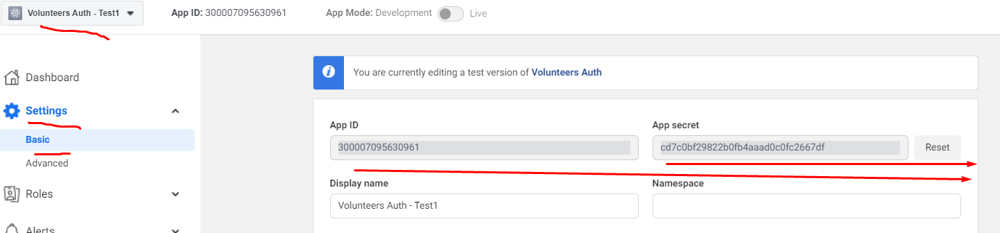 Volunteers Auth - Test1
App ID: 300007095630961
App Mode: Development
Live
Dashboard
Settings
Basic
Advanced
Roles
Alerts
You are currently editing a test version of Volunteers Auth
App ID
App secret
300007095630961
cd7c0bf29822b0fb4aaad0c0fc2667df
Reset
Display name
Namespace
Volunteers Auth - Test1